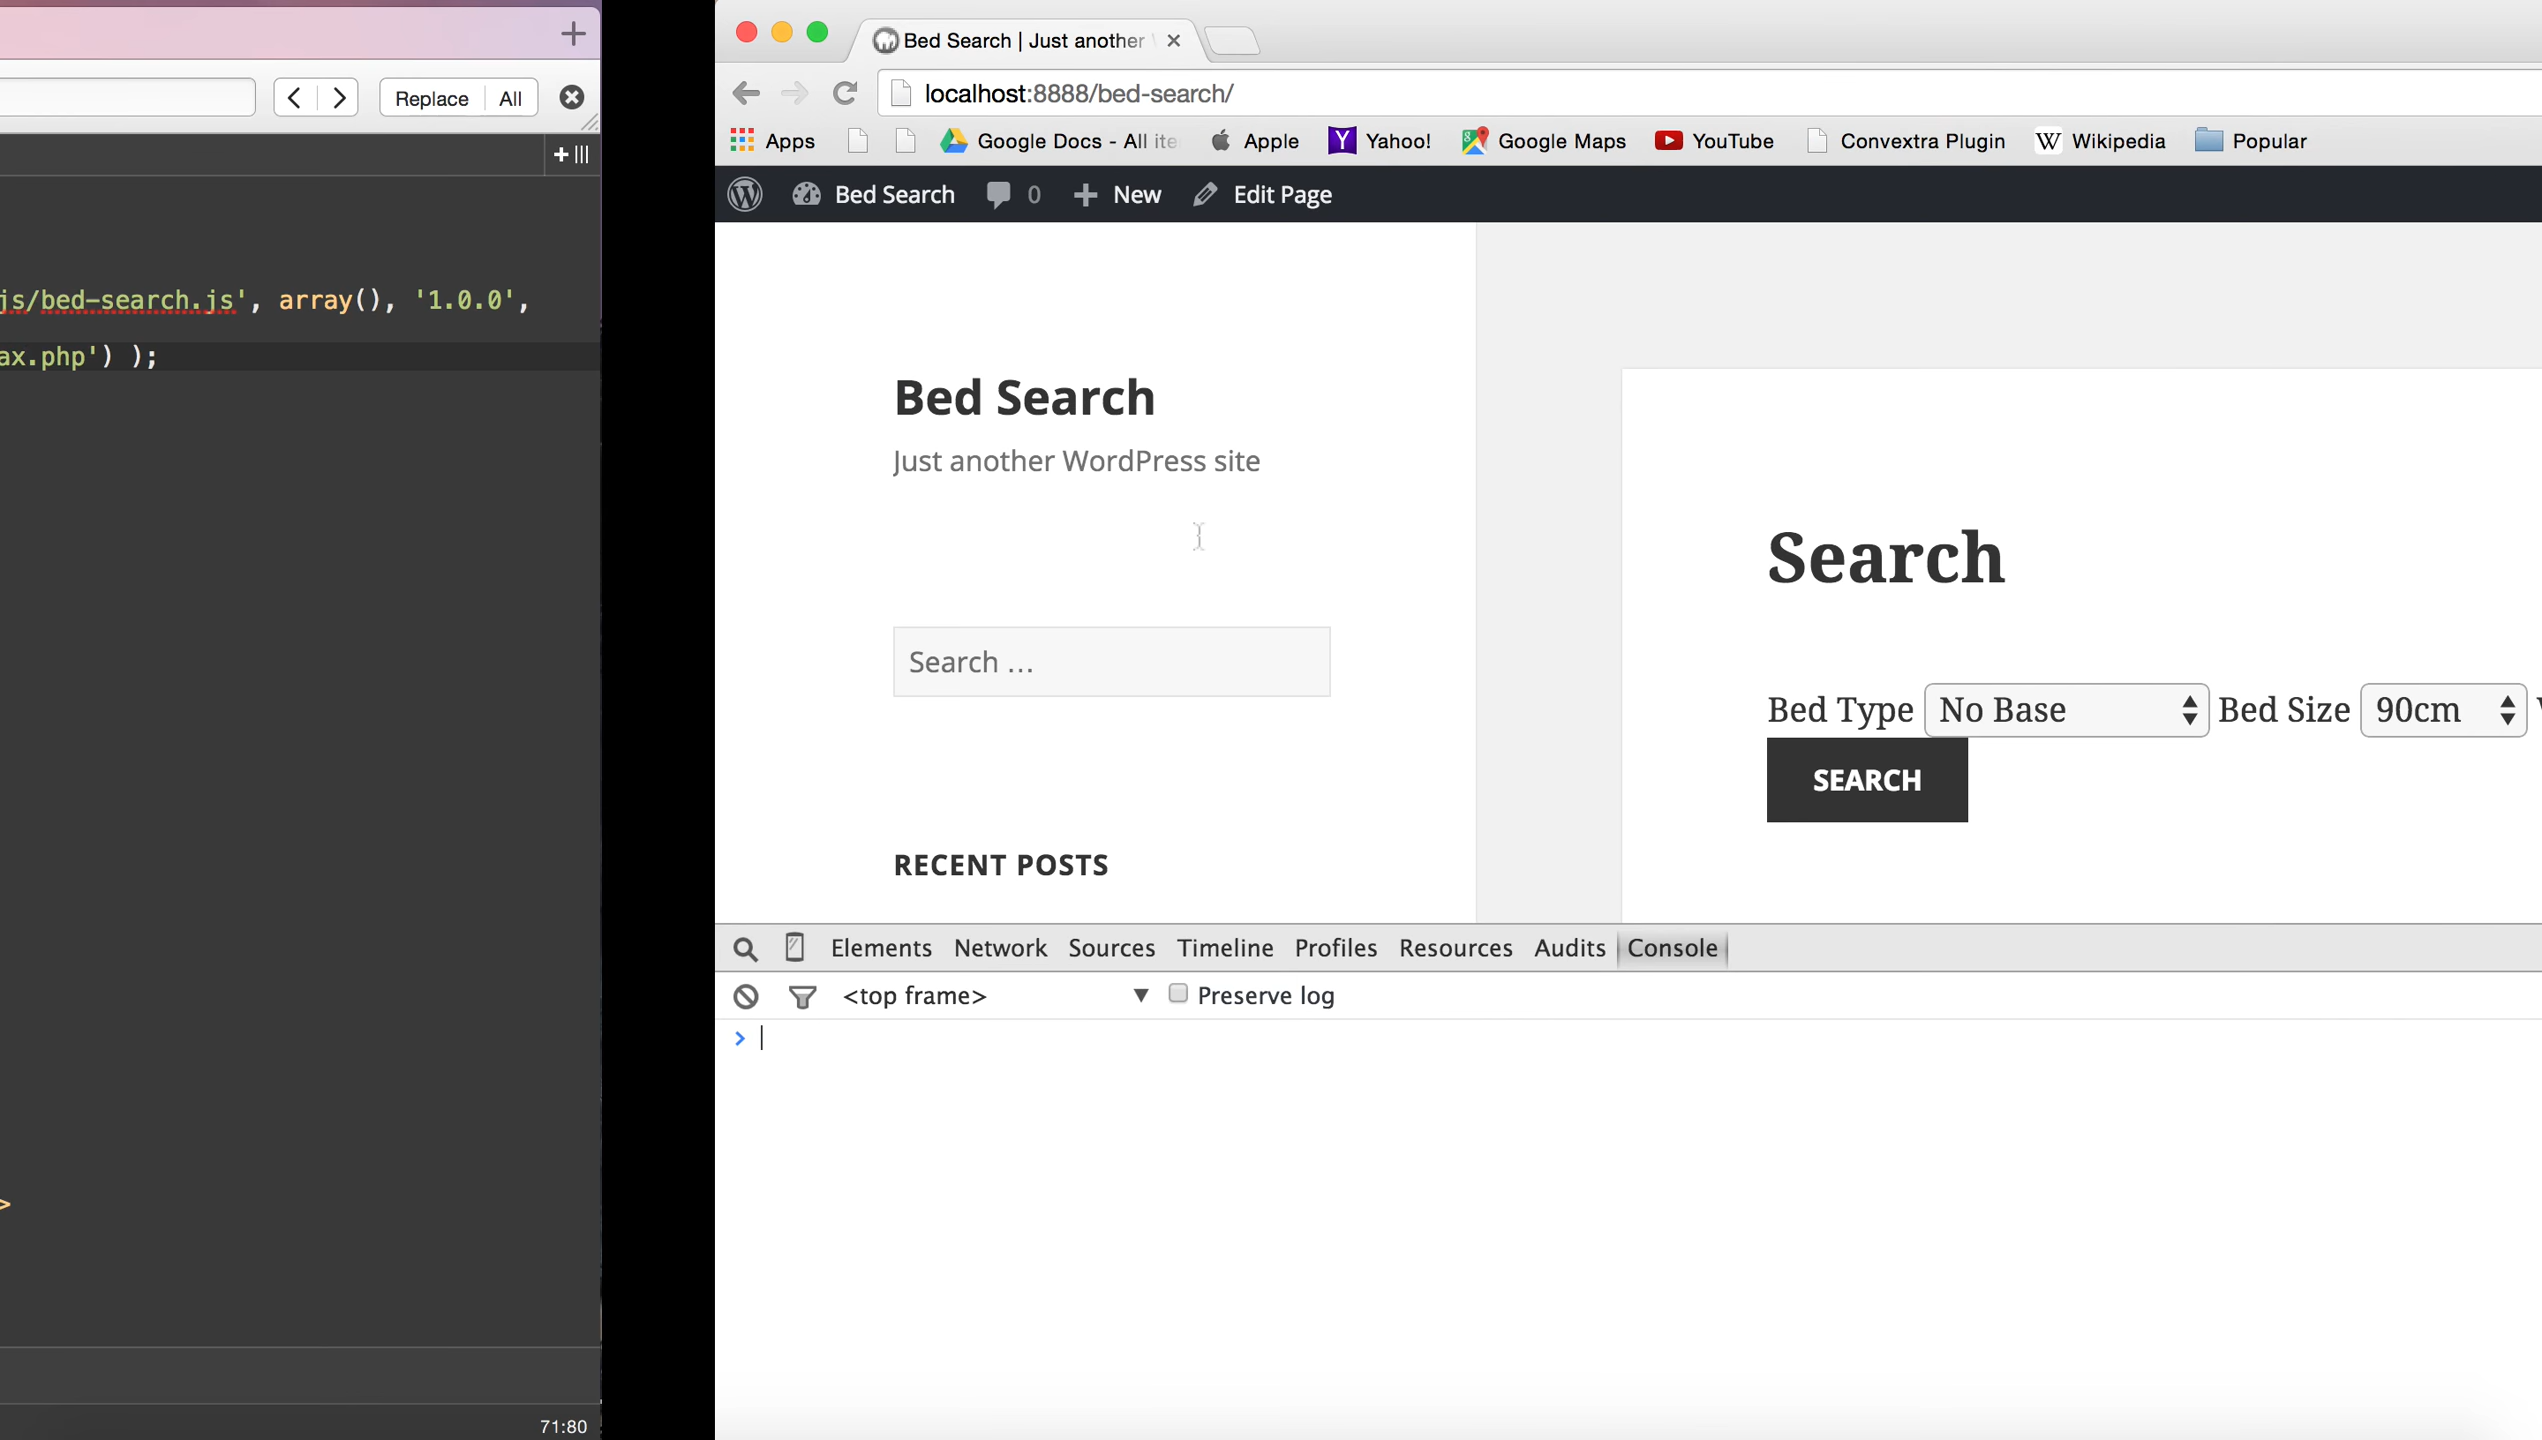 Replace All
js/bed-search.js', array(), '1.0.0',
ax.php') );
>
71:80
Bed Search | Just another
localhost:8888/bed-search/
Apps Google Docs - All ite Apple Yahoo! Google Maps YouTube Convextra Plugin W Wikipedia Popular
Bed Search 0 New Edit Page
Bed Search
Just another WordPress site
Search …
RECENT POSTS
Search
Bed Type No Base Bed Size 90cm
SEARCH
Elements Network Sources Timeline Profiles Resources Audits Console
<top frame> Preserve log
>